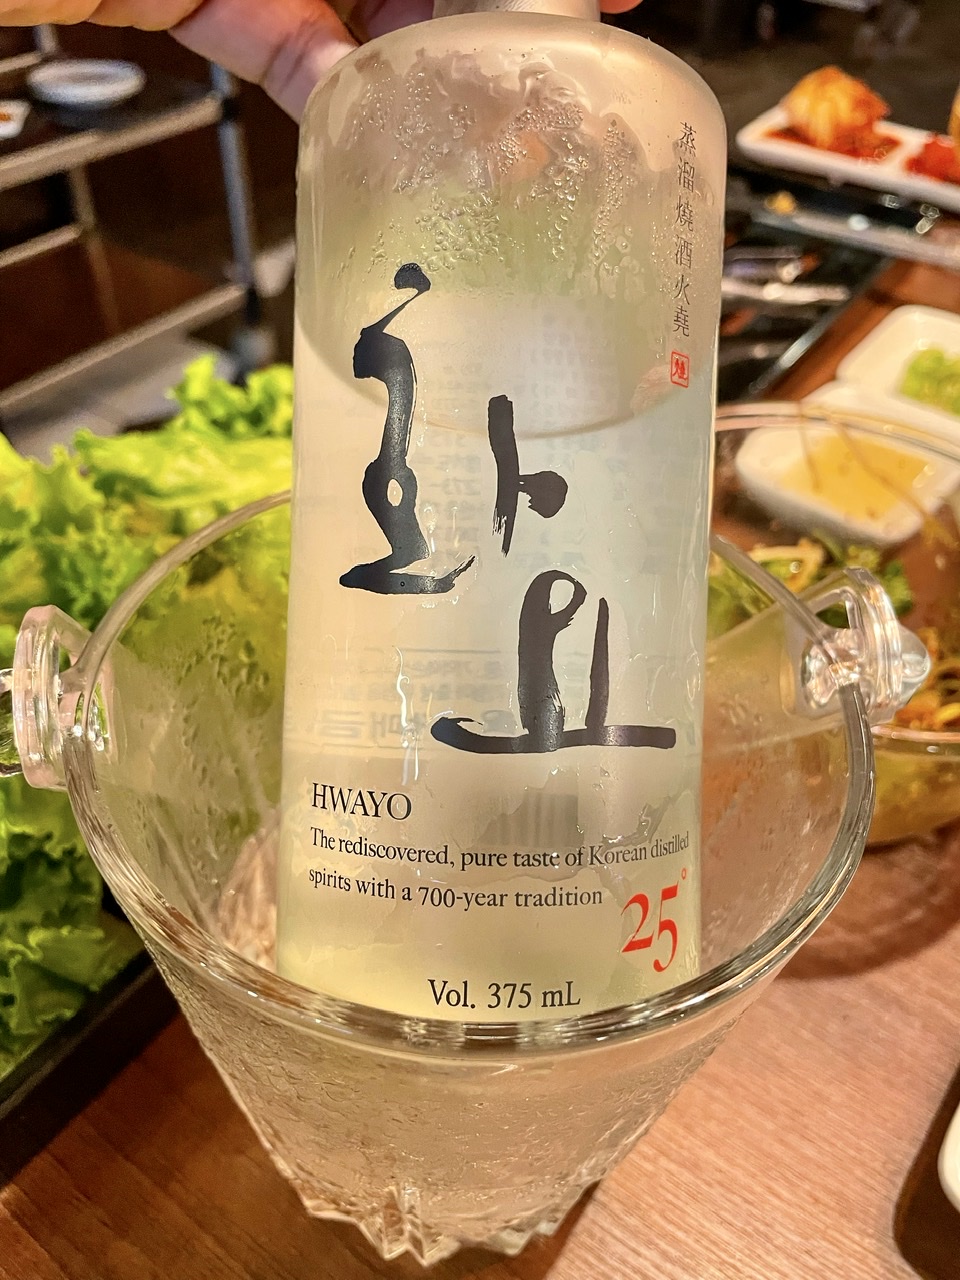 화요
蒸溜燒酒火堯
HWAYO
The rediscovered, pure taste of Korean distilled
spirits with a 700-year tradition
25°
Vol. 375 mL